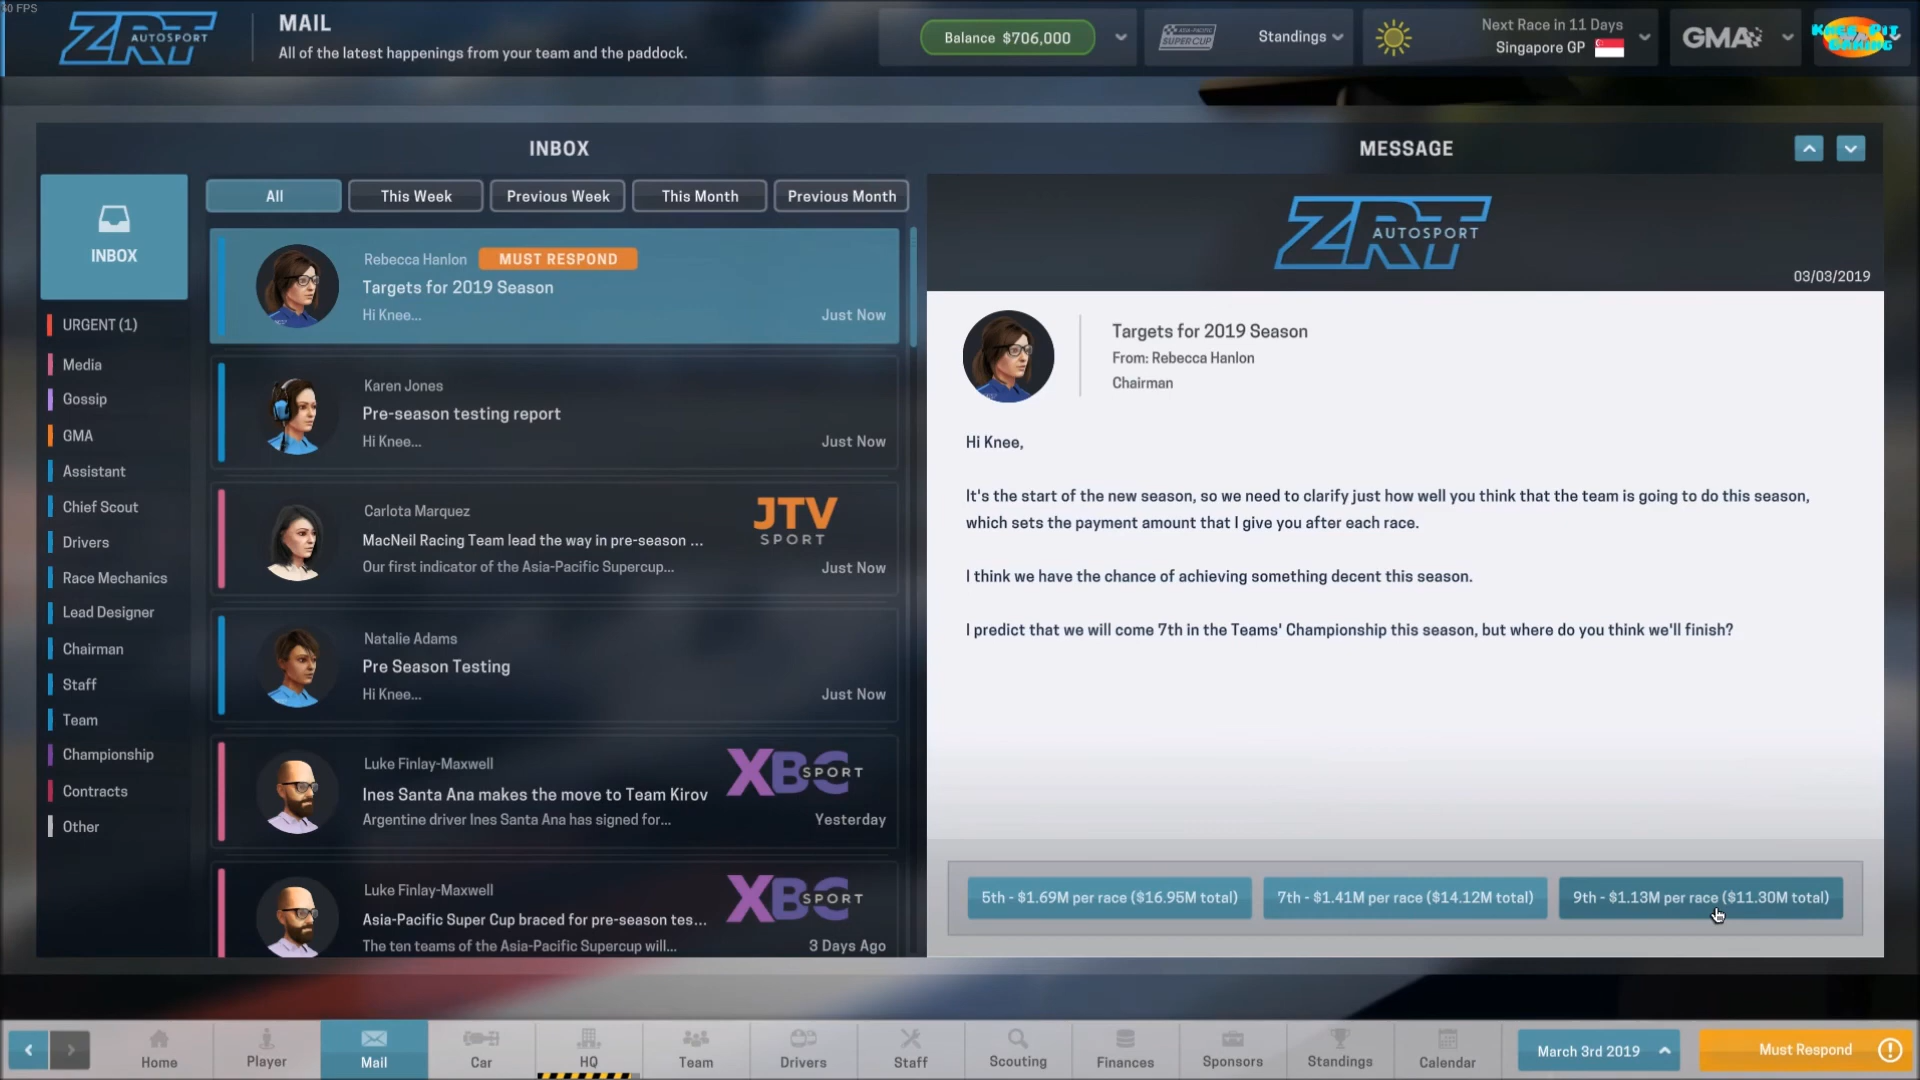 30 FPS
ZRT AUTOSPORT
MAIL
All of the latest happenings from your team and the paddock.
Balance $706,000
ASIA-PACIFIC
SUPERCUP
Standings
Next Race in 11 Days
Singapore GP
GMA
Knee Pit
Gaming
INBOX
MESSAGE
INBOX
All
This Week
Previous Week
This Month
Previous Month
URGENT (1)
Media
Gossip
GMA
Assistant
Chief Scout
Drivers
Race Mechanics
Lead Designer
Chairman
Staff
Team
Championship
Contracts
Other
Rebecca Hanlon MUST RESPOND
Targets for 2019 Season
Hi Knee...
Just Now
Karen Jones
Pre-season testing report
Hi Knee...
Just Now
Carlota Marquez
MacNeil Racing Team lead the way in pre-season ...
Our first indicator of the Asia-Pacific Supercup...
JTV
SPORT
Just Now
Natalie Adams
Pre Season Testing
Hi Knee...
Just Now
Luke Finlay-Maxwell
Ines Santa Ana makes the move to Team Kirov
Argentine driver Ines Santa Ana has signed for...
XBC SPORT
Yesterday
Luke Finlay-Maxwell
Asia-Pacific Super Cup braced for pre-season tes...
The ten teams of the Asia-Pacific Supercup will...
XBC SPORT
3 Days Ago
ZRT AUTOSPORT
03/03/2019
Targets for 2019 Season
From: Rebecca Hanlon
Chairman
Hi Knee,
It's the start of the new season, so we need to clarify just how well you think that the team is going to do this season,
which sets the payment amount that I give you after each race.
I think we have the chance of achieving something decent this season.
I predict that we will come 7th in the Teams' Championship this season, but where do you think we'll finish?
5th - $1.69M per race ($16.95M total)
7th - $1.41M per race ($14.12M total)
9th - $1.13M per race ($11.30M total)
Home
Player
Mail
Car
HQ
Team
Drivers
Staff
Scouting
Finances
Sponsors
Standings
Calendar
March 3rd 2019
Must Respond